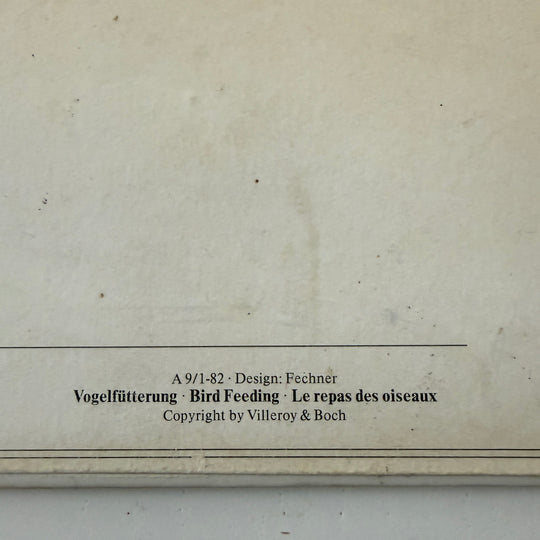 A 9/1-82 · Design: Fechner
Vogelfütterung · Bird Feeding · Le repas des oiseaux
Copyright by Villeroy & Boch